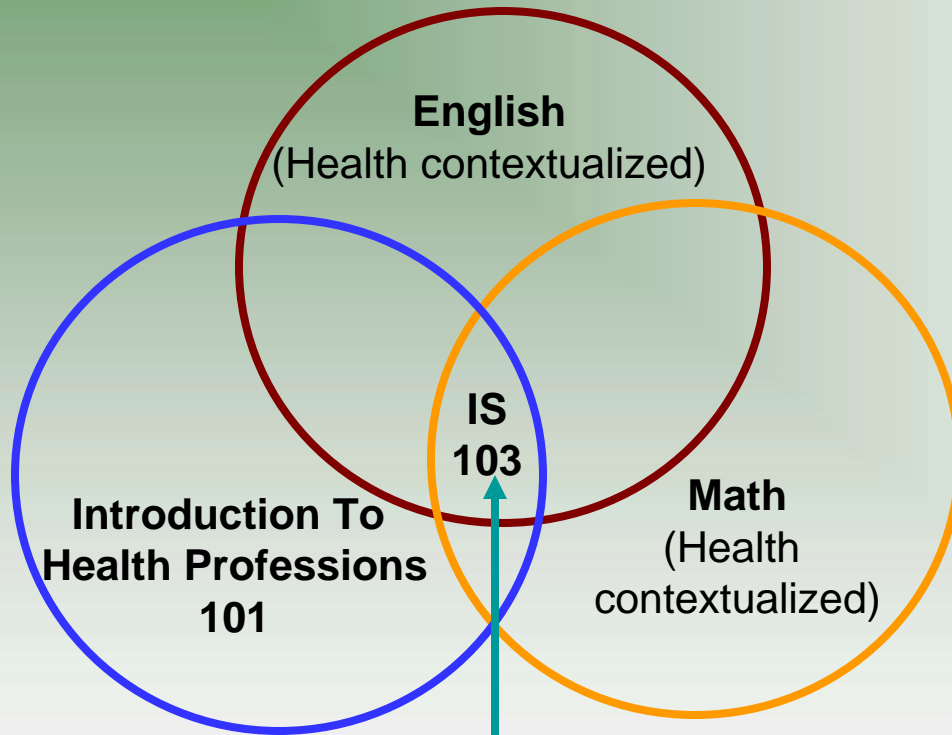 English
(Health contextualized)
IS
103
Introduction To
Health Professions
101
Math
(Health
contextualized)